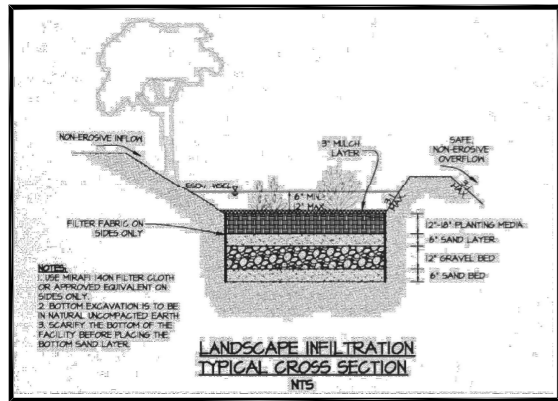 NON-EROSIVE INFLOW
3" MULCH
LAYER
SAFE,
NON-EROSIVE
OVERFLOW
6" MIN.
12" MAX.
MAX.
MAX.
FILTER FABRIC ON
SIDES ONLY
12"-18" PLANTING MEDIA
6" SAND LAYER
12" GRAVEL BED
6" SAND BED
NOTES:
1. USE MIRAFI 140N FILTER CLOTH
OR APPROVED EQUIVALENT ON
SIDES ONLY.
2. BOTTOM EXCAVATION IS TO BE
IN NATURAL UNCOMPACTED EARTH
3. SCARIFY THE BOTTOM OF THE
FACILITY BEFORE PLACING THE
BOTTOM SAND LAYER.
LANDSCAPE INFILTRATION
TYPICAL CROSS SECTION
NTS